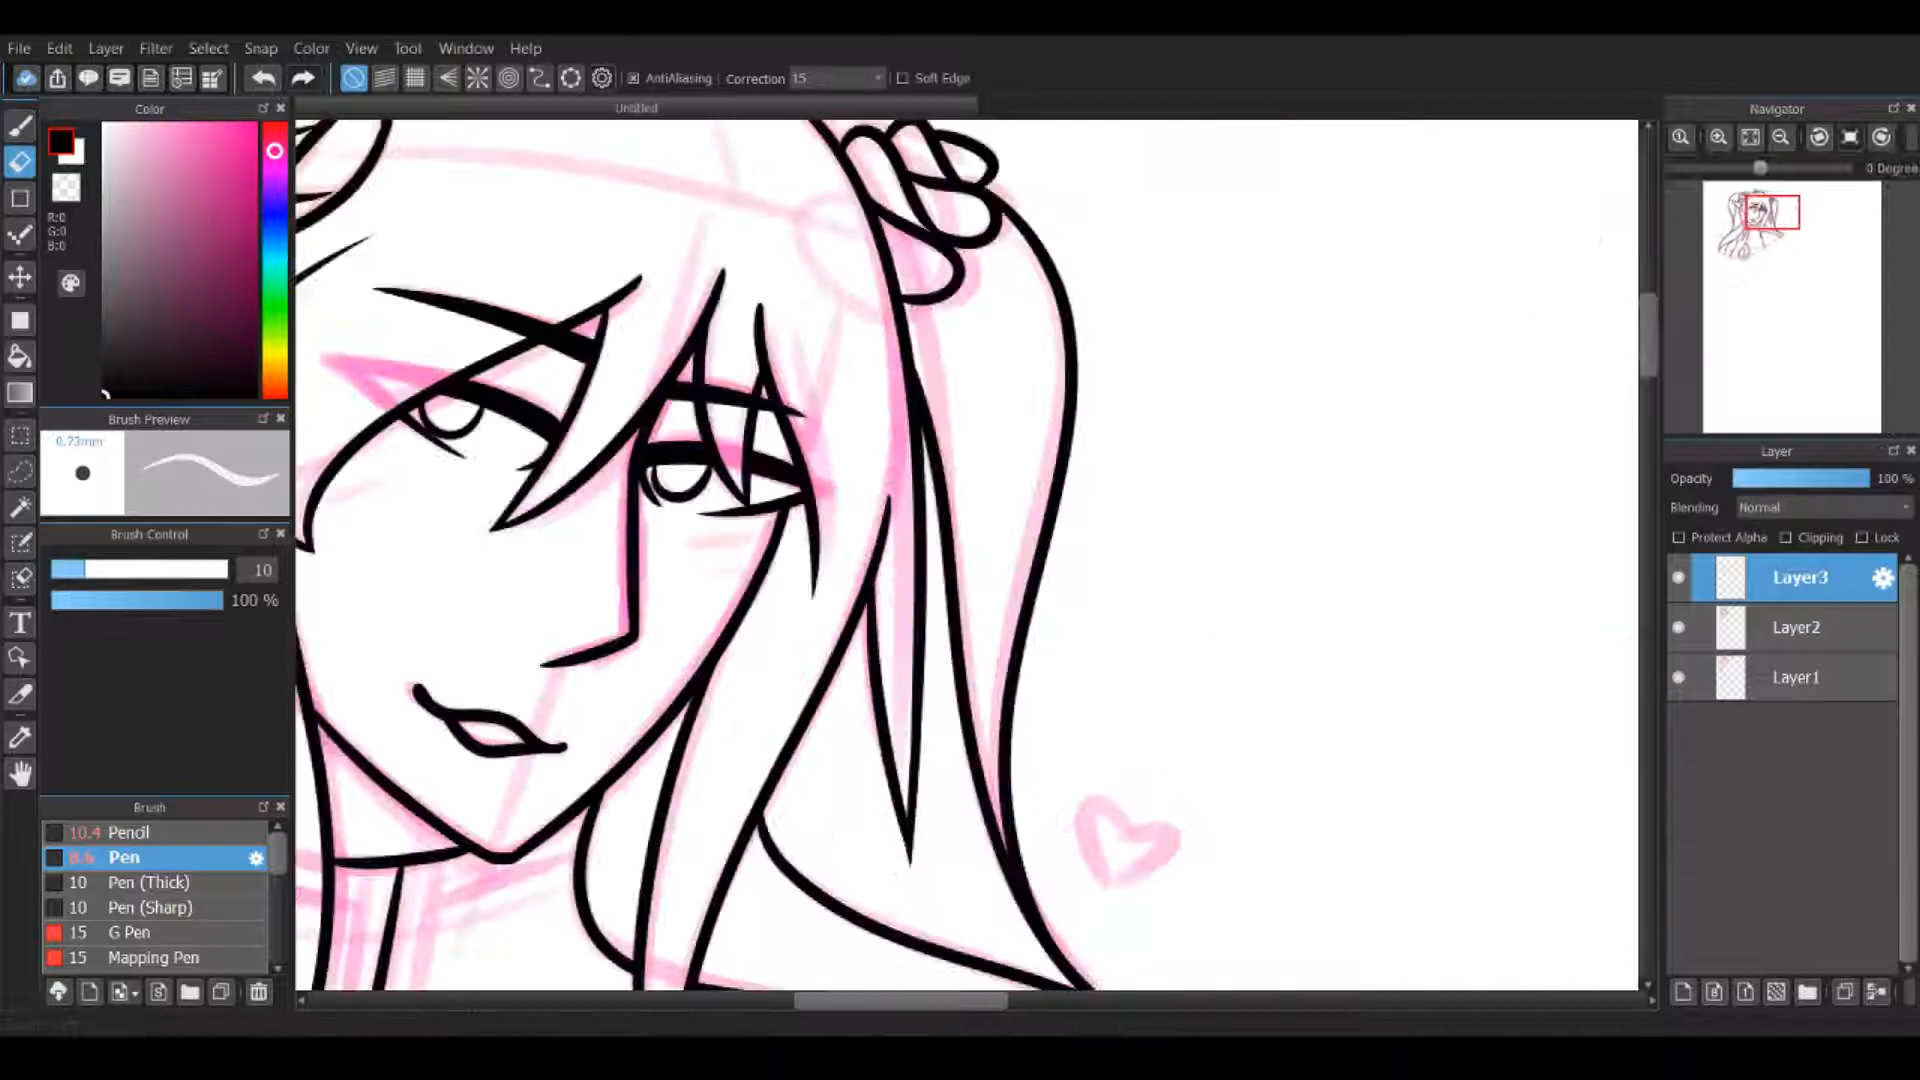 File Edit Layer Filter Select Snap Color View Tool Window Help
AntiAliasing Correction 15 Soft Edge
Color
Untitled
Navigator
0 Degree
R:0
G:0
B:0
Brush Preview
0.73mm
Brush Control
10
100 %
Layer
Opacity 100 %
Blending Normal
Protect Alpha Clipping Lock
Layer3
Layer2
Layer1
Brush
10.4 Pencil
8.6 Pen
10 Pen (Thick)
10 Pen (Sharp)
15 G Pen
15 Mapping Pen